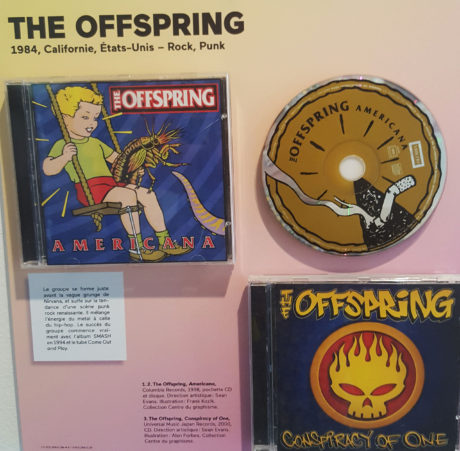 THE OFFSPRING
1984, Californie, États-Unis – Rock, Punk
THE OFFSPRING
AMERICANA
THE OFFSPRING AMERICANA
Le groupe se forme juste
avant la vague grunge de
Nirvana, et surfe sur la ten-
dance d'une scène punk
rock renaissante. Il mélange
l'énergie du metal à celle
du hip-hop. Le succès du
groupe commence vrai-
ment avec l'album SMASH
en 1994 et le tube Come Out
and Play.
1. 2. The Offspring, Americana,
Columbia Records, 1998, pochette CD
et disque. Direction artistique : Sean
Evans. Illustration : Frank Kozik.
Collection Centre du graphisme.
3. The Offspring, Conspiracy of One,
Universal Music Japan Records, 2000,
CD. Direction artistique : Sean Evans.
Illustration : Alan Forbes. Collection
Centre du graphisme.
THE OFFSPRING
CONSPIRACY OF ONE